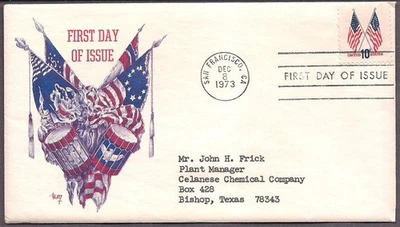 FIRST DAY
OF ISSUE
SAN FRANCISCO, CA
DEC
8
1973
10¢
FIRST DAY OF ISSUE
Mr. John H. Frick
Plant Manager
Celanese Chemical Company
Box 428
Bishop, Texas 78343